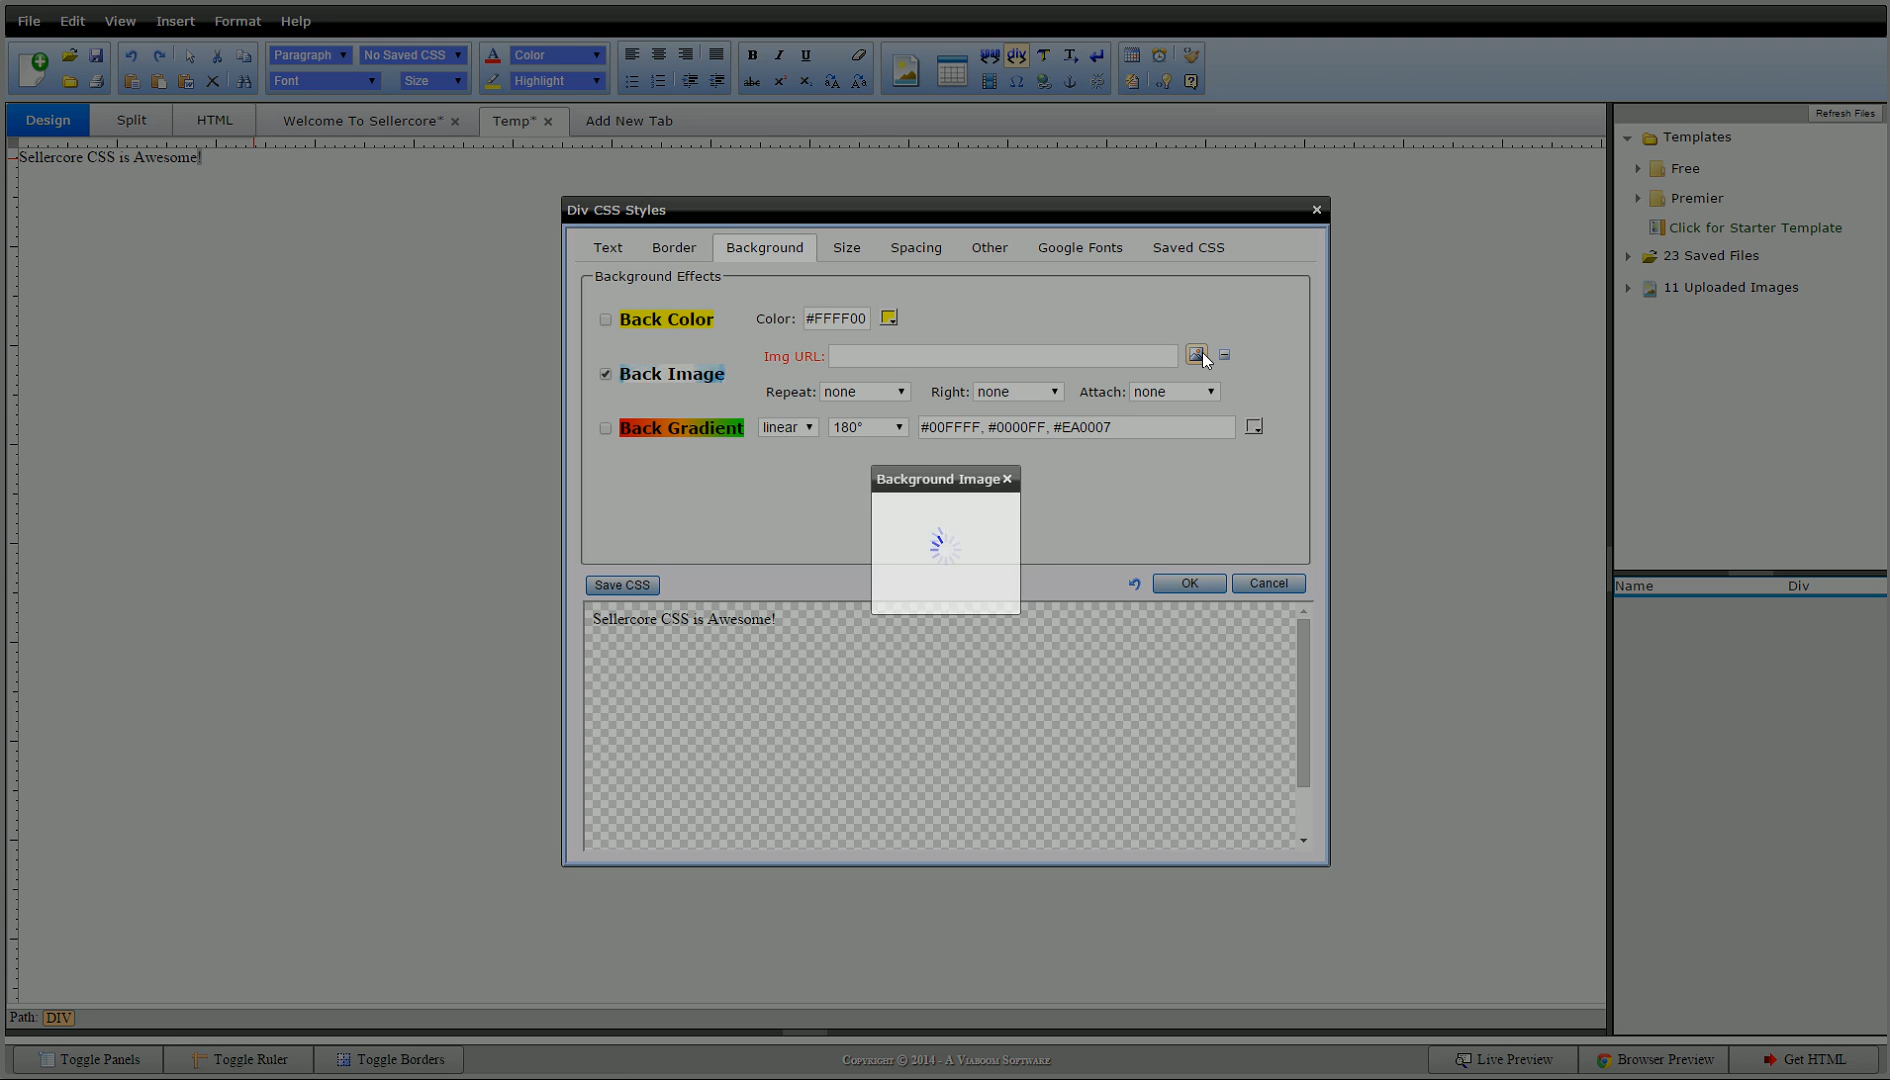 File Edit View Insert Format Help
Paragraph No Saved CSS Color
Font Size Highlight
Design Split HTML Welcome To Sellercore* Temp* Add New Tab
Refresh Files
Sellercore CSS is Awesome!
Templates
Free
Premier
Click for Starter Template
23 Saved Files
11 Uploaded Images
Div CSS Styles
Text Border Background Size Spacing Other Google Fonts Saved CSS
Background Effects
Back Color Color: #FFFF00
Img URL:
Back Image
Repeat: none Right: none Attach: none
Back Gradient linear 180° #00FFFF, #0000FF, #EA0007
Background Image
Save CSS OK Cancel
Sellercore CSS is Awesome!
Name Div
Path: DIV
Toggle Panels Toggle Ruler Toggle Borders Copyright © 2014 - A Viaboom Software Live Preview Browser Preview Get HTML